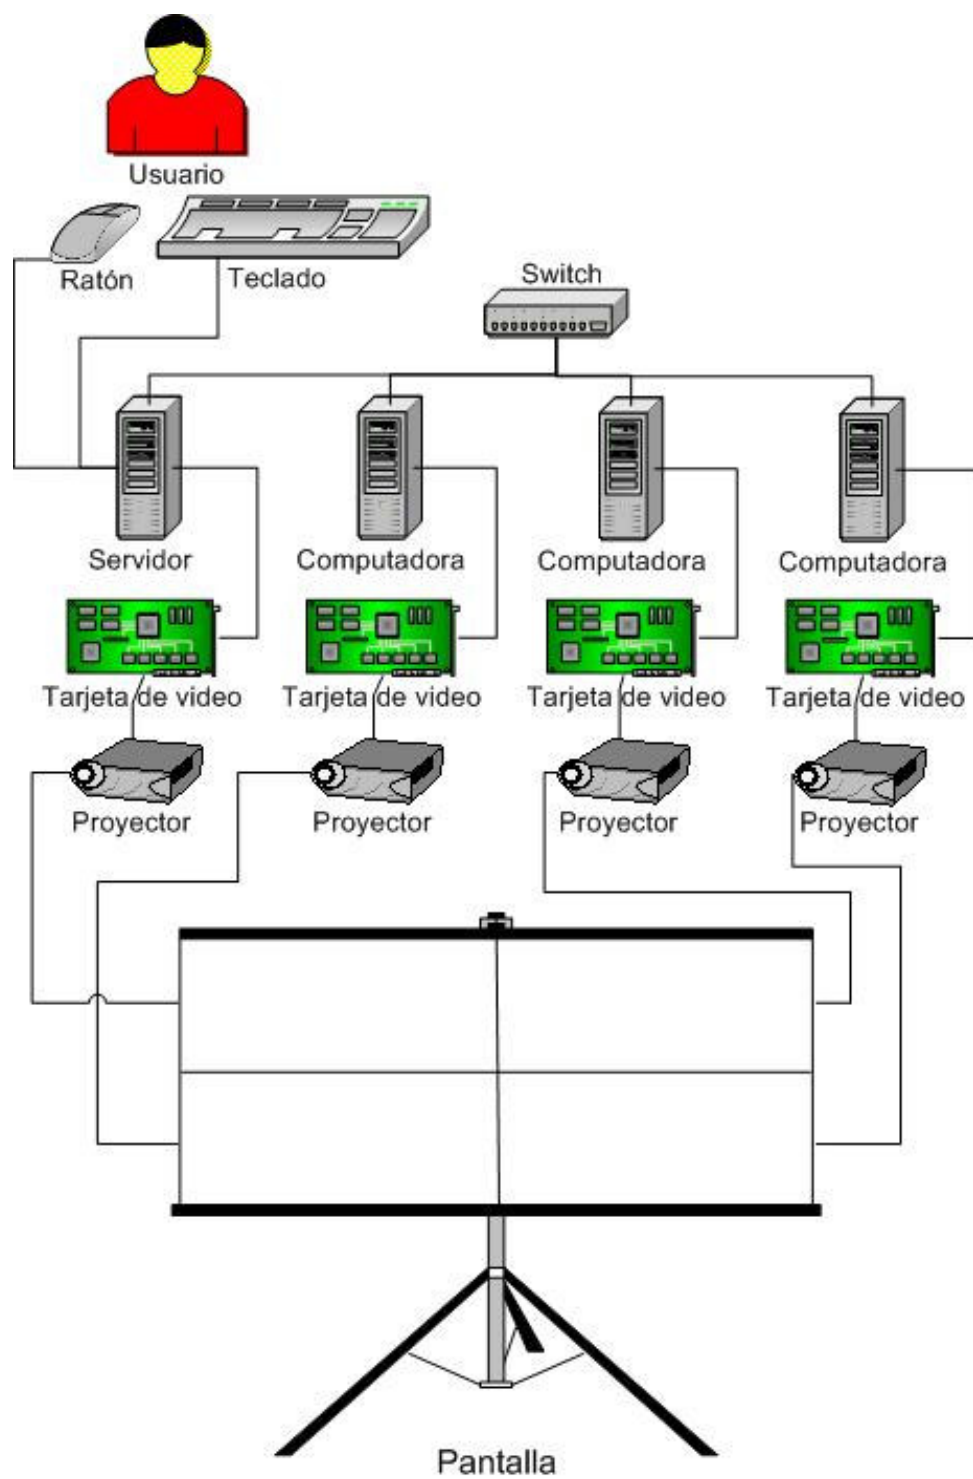 Usuario
Ratón
Teclado
Switch
Servidor
Computadora
Computadora
Computadora
Tarjeta de video
Tarjeta de video
Tarjeta de video
Tarjeta de video
Proyector
Proyector
Proyector
Proyector
Pantalla